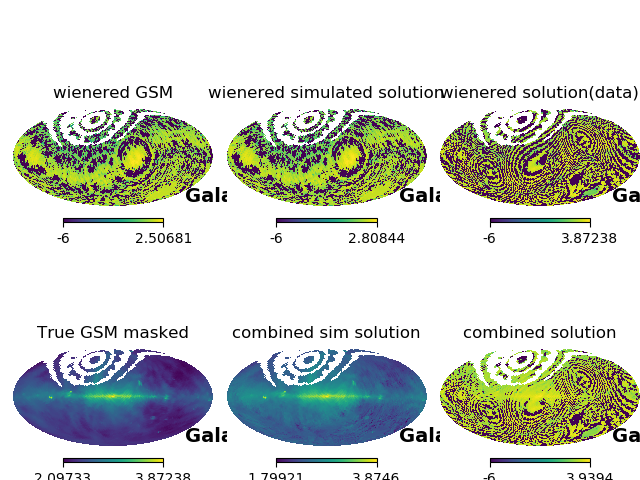 wienered GSM
wienered simulated solution
wienered solution(data)
Gala
Gala
Ga
-6
2.50681
-6
2.80844
-6
3.87238
True GSM masked
combined sim solution
combined solution
Gala
Gala
Ga
2.09733
3.87238
1.79921
3.8746
-6
3.9394